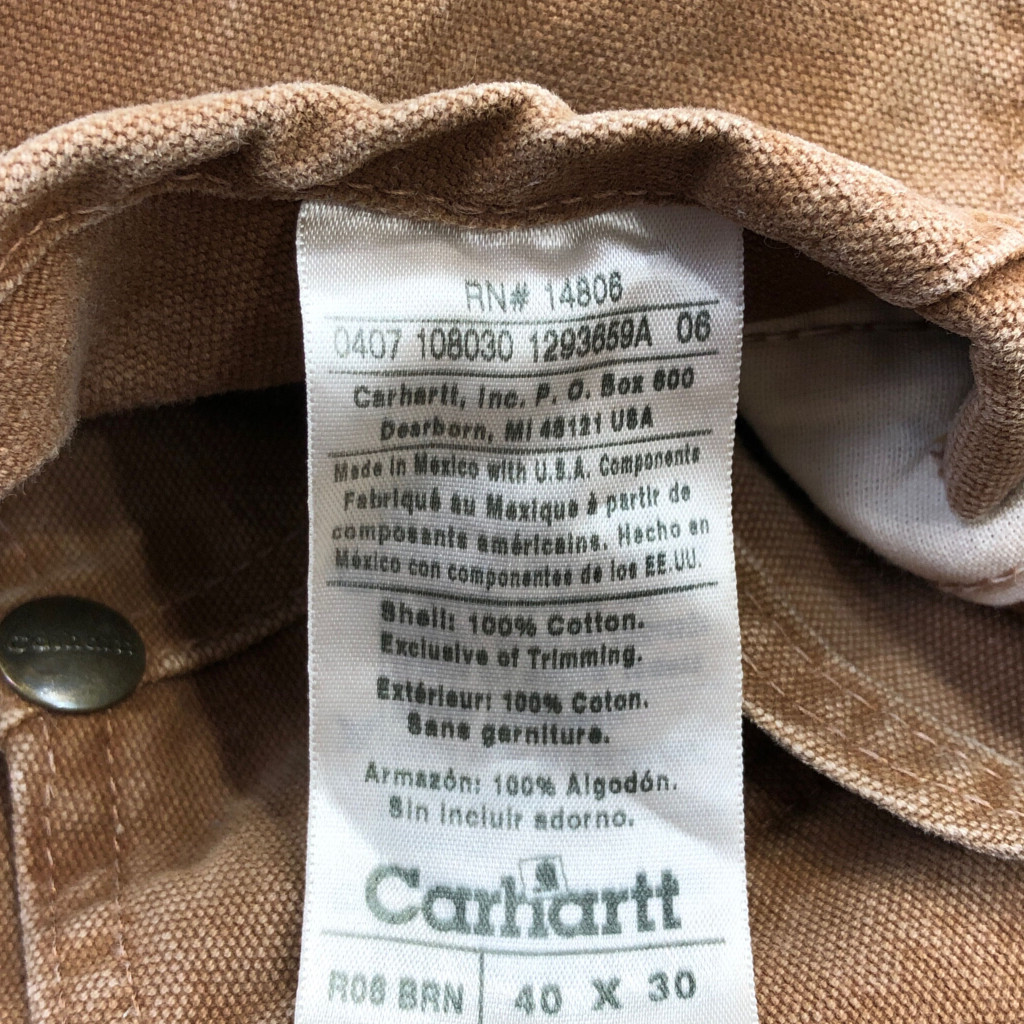 RN# 14806
0407 108030 1293659A 06
Carhartt, Inc. P. O. Box 600
Dearborn, MI 48121 USA
Made in Mexico with U.S.A. Components
Fabriqué au Mexique à partir de
composants américains. Hecho en
México con componentes de los EE.UU.
Shell: 100% Cotton.
Exclusive of Trimming.
Extérieur: 100% Coton.
Sans garniture.
Armazón: 100% Algodón.
Sin incluir adorno.
Carhartt
R06 BRN 40 X 30